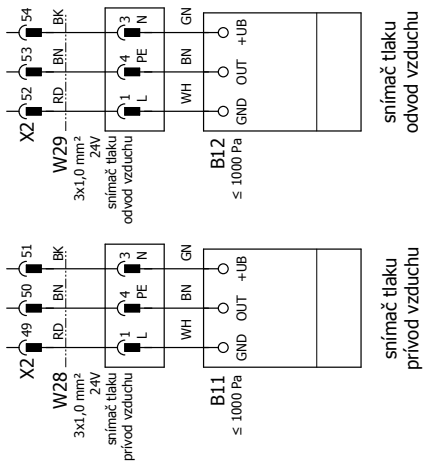 X2
52
53
54
RD
BN
BK
W29
3x1,0 mm²
24V
snímač tlaku
odvod vzduchu
1
4
3
L
PE
N
WH
BN
GN
B12
≤ 1000 Pa
GND
OUT
+UB
snímač tlaku
odvod vzduchu
X2
49
50
51
RD
BN
BK
W28
3x1,0 mm²
24V
snímač tlaku
prívod vzduchu
1
4
3
L
PE
N
WH
BN
GN
B11
≤ 1000 Pa
GND
OUT
+UB
snímač tlaku
prívod vzduchu